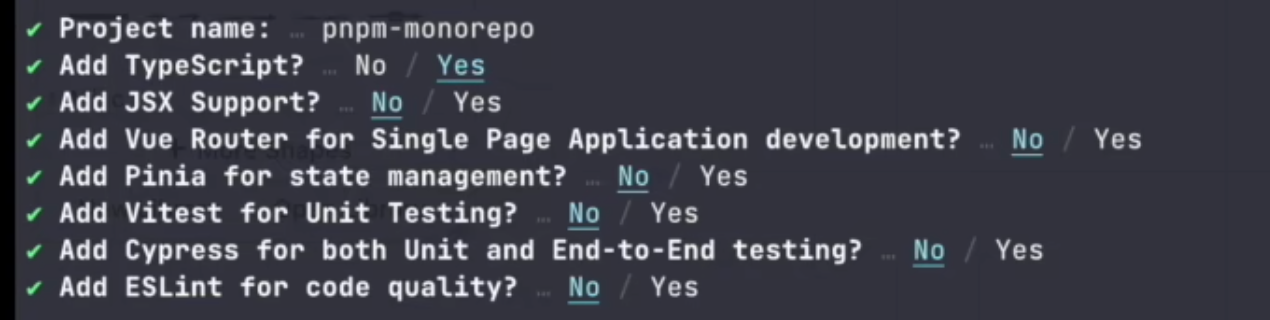 ✔ Project name: … pnpm-monorepo
✔ Add TypeScript? … No / Yes
✔ Add JSX Support? … No / Yes
✔ Add Vue Router for Single Page Application development? … No / Yes
✔ Add Pinia for state management? … No / Yes
✔ Add Vitest for Unit Testing? … No / Yes
✔ Add Cypress for both Unit and End-to-End testing? … No / Yes
✔ Add ESLint for code quality? … No / Yes